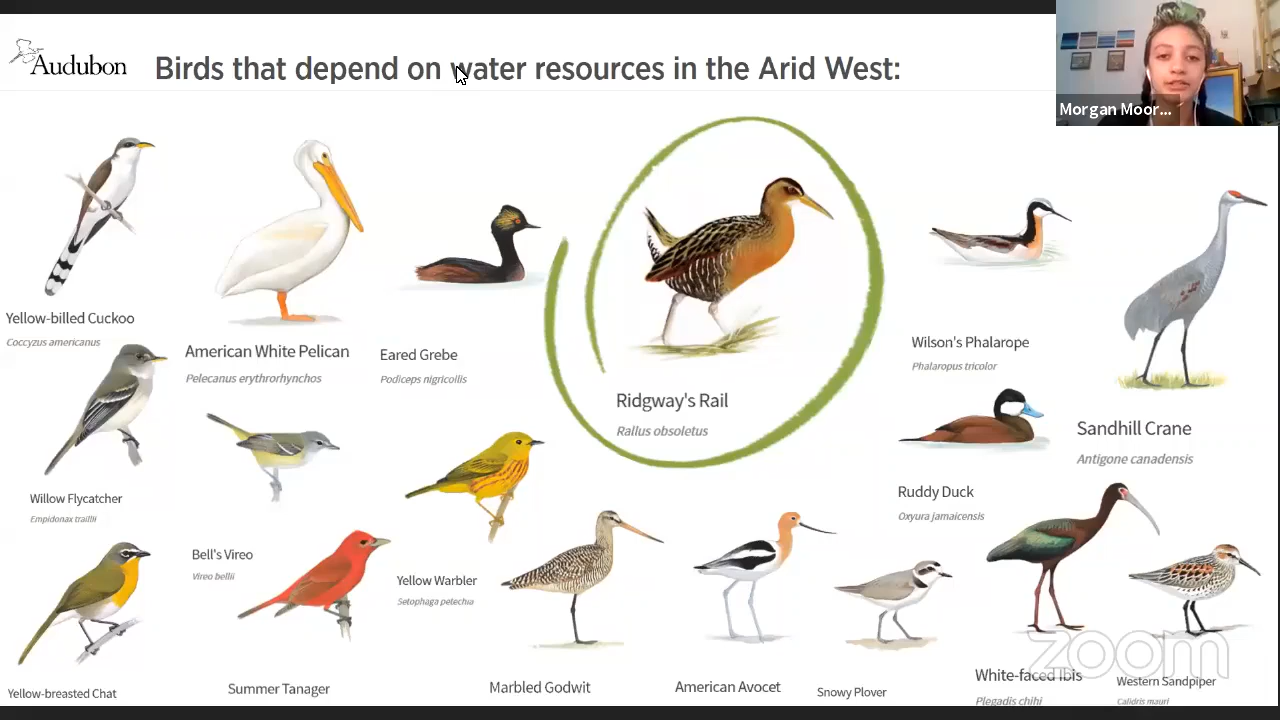 Audubon
Birds that depend on water resources in the Arid West:
Morgan Moor...
Yellow-billed Cuckoo
Coccyzus americanus
American White Pelican
Pelecanus erythrorhynchos
Eared Grebe
Podiceps nigricollis
Ridgway's Rail
Rallus obsoletus
Wilson's Phalarope
Phalaropus tricolor
Sandhill Crane
Antigone canadensis
Willow Flycatcher
Empidonax traillii
Bell's Vireo
Vireo bellii
Yellow Warbler
Setophaga petechia
Ruddy Duck
Oxyura jamaicensis
Yellow-breasted Chat
Summer Tanager
Marbled Godwit
American Avocet
Snowy Plover
White-faced Ibis
Plegadis chihi
Western Sandpiper
Calidris mauri
zoom